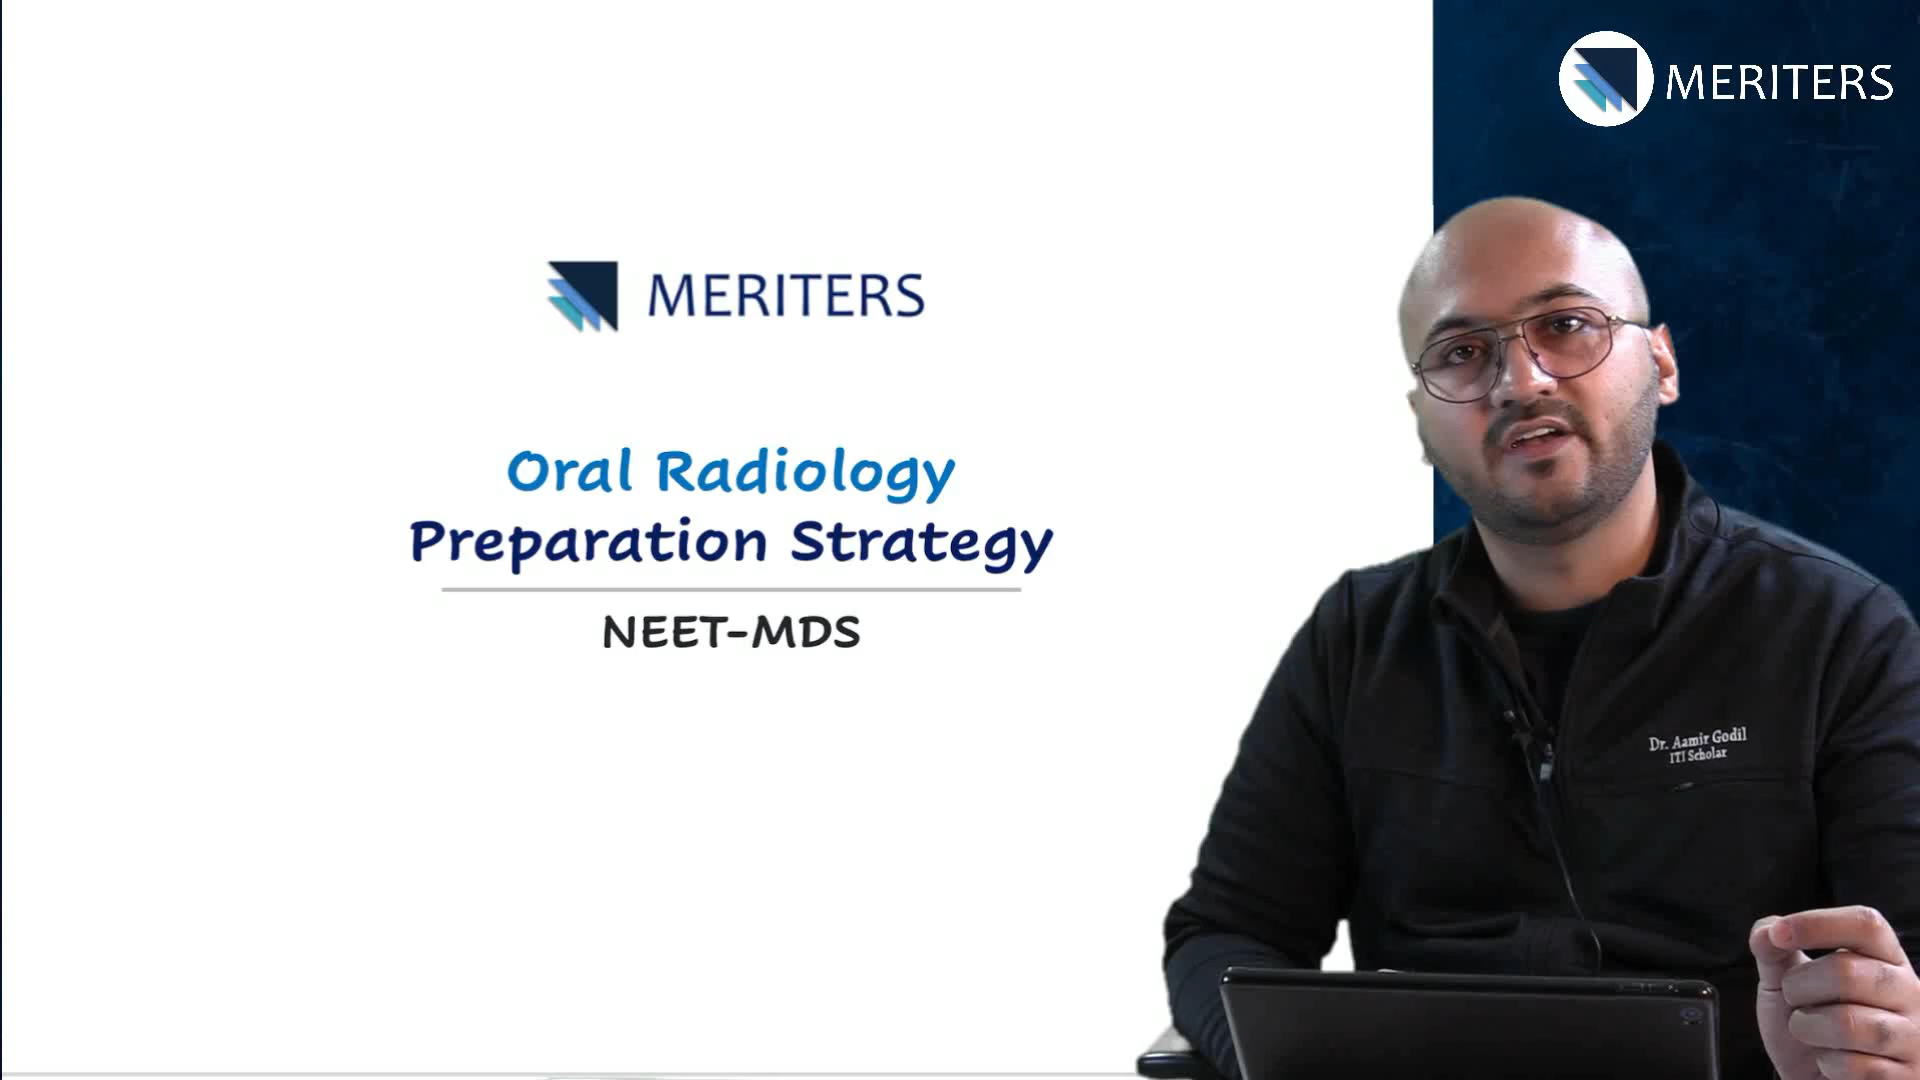 MERITERS
MERITERS
Oral Radiology
Preparation Strategy
NEET-MDS
Dr. Aamir Godil
ITI Scholar